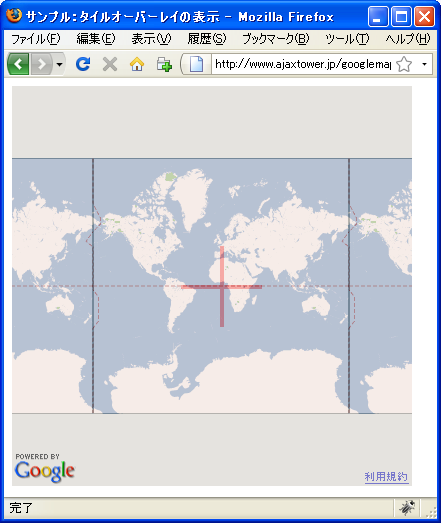 サンプル：タイルオーバーレイの表示 - Mozilla Firefox
ファイル(F) 編集(E) 表示(V) 履歴(S) ブックマーク(B) ツール(T) ヘルプ(H)
http://www.ajaxtower.jp/googlemap
POWERED BY
Google
利用規約
完了